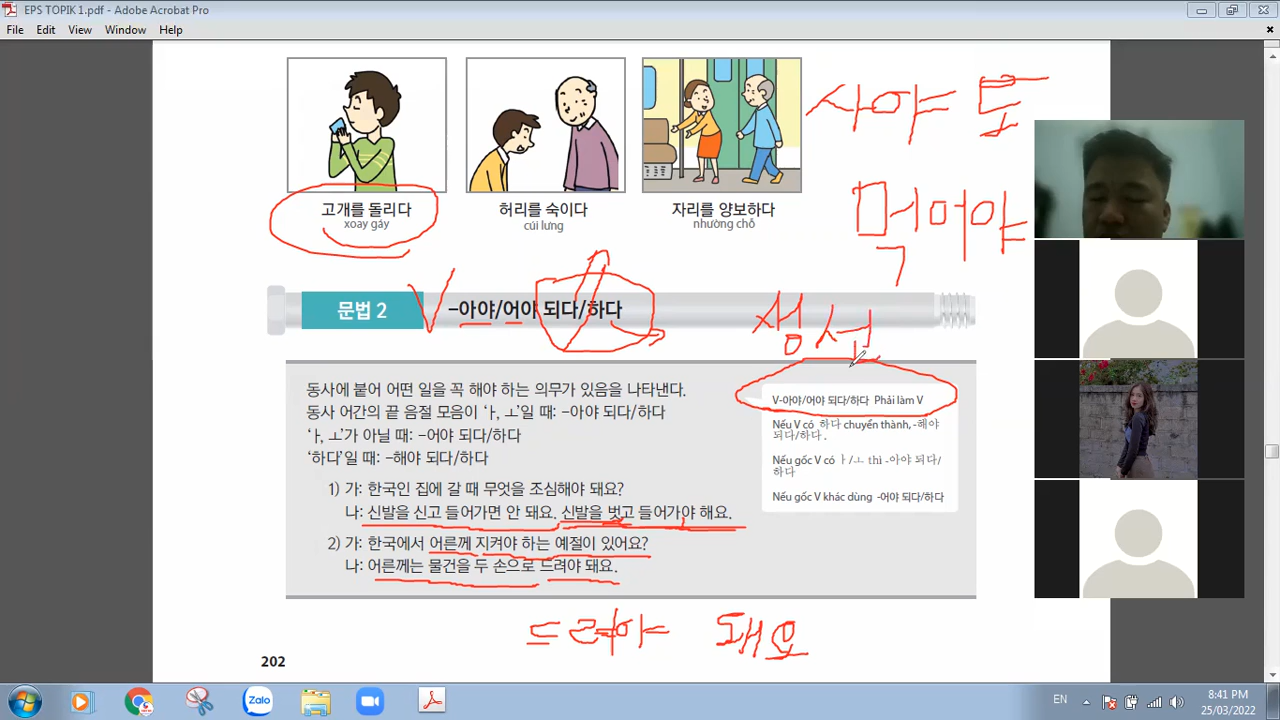 EPS TOPIK 1.pdf - Adobe Acrobat Pro
File Edit View Window Help
사야 토
먹어야
고개를 돌리다
xoay gáy
허리를 숙이다
cúi lưng
자리를 양보하다
nhường chỗ
문법 2
V -아야/어야 되다/하다
성선
동사에 붙어 어떤 일을 꼭 해야 하는 의무가 있음을 나타낸다.
동사 어간의 끝 음절 모음이 ‘ㅏ, ㅗ’일 때: -아야 되다/하다
‘ㅏ, ㅗ’가 아닐 때: -어야 되다/하다
‘하다’일 때: -해야 되다/하다
1) 가: 한국인 집에 갈 때 무엇을 조심해야 돼요?
나: 신발을 신고 들어가면 안 돼요. 신발을 벗고 들어가야 해요.
2) 가: 한국에서 어른께 지켜야 하는 예절이 있어요?
나: 어른께는 물건을 두 손으로 드려야 돼요.
V-아야/어야 되다/하다 Phải làm V
Nếu V có 하다 chuyển thành, -해야
되다/하다 .
Nếu gốc V có ㅏ/ㅗ thì -아야 되다/
하다
Nếu gốc V khác dùng -어야 되다/하다
드려야 돼요
202
Zalo
EN
8:41 PM
25/03/2022